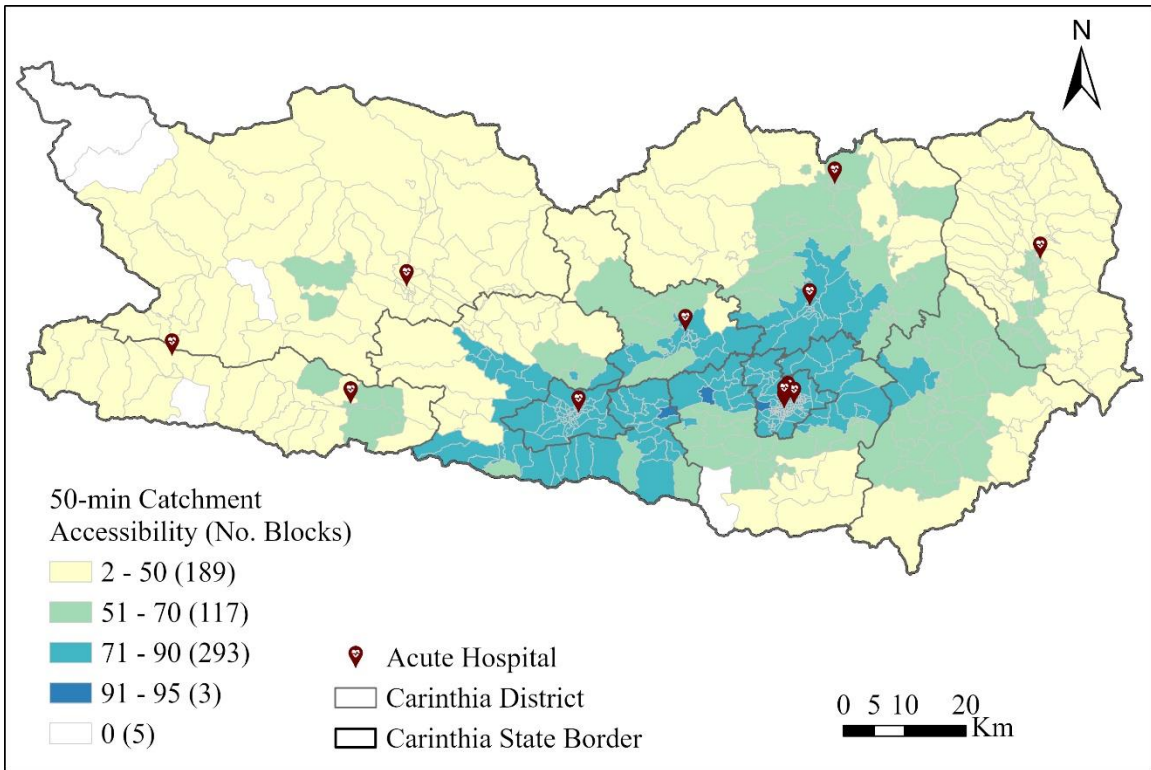 N
50-min Catchment
Accessibility (No. Blocks)
2 - 50 (189)
51 - 70 (117)
71 - 90 (293)
91 - 95 (3)
0 (5)
Acute Hospital
Carinthia District
Carinthia State Border
0 5 10 20
Km